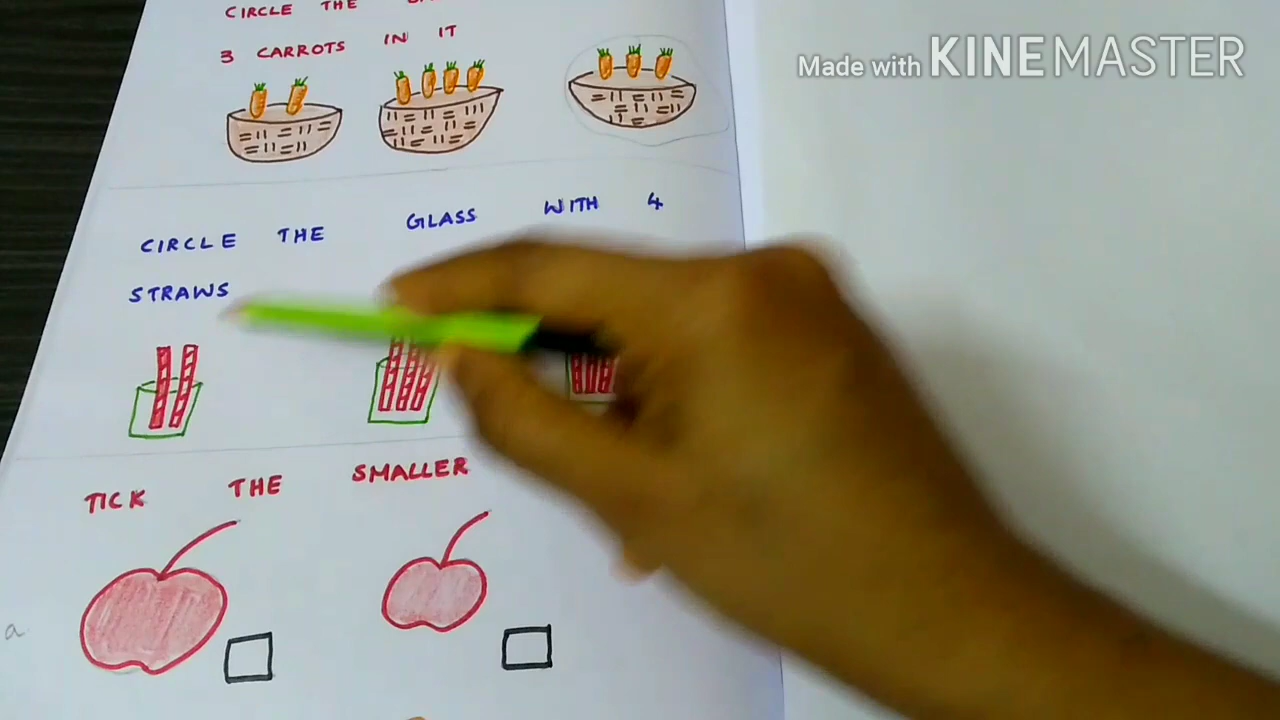 CIRCLE THE
3 CARROTS IN IT
Made with KINEMASTER
CIRCLE THE GLASS WITH 4
STRAWS
TICK THE SMALLER
a